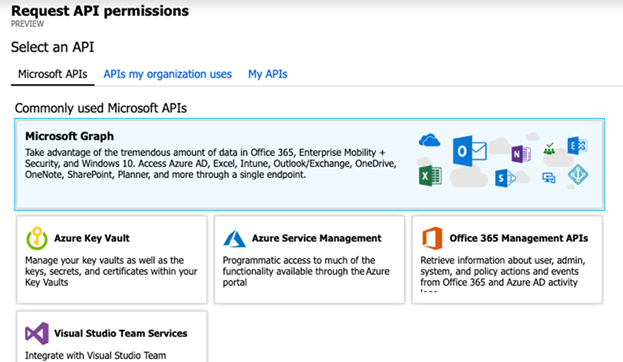 Request API permissions
PREVIEW
Select an API
Microsoft APIs APIs my organization uses My APIs
Commonly used Microsoft APIs
Microsoft Graph
Take advantage of the tremendous amount of data in Office 365, Enterprise Mobility +
Security, and Windows 10. Access Azure AD, Excel, Intune, Outlook/Exchange, OneDrive,
OneNote, SharePoint, Planner, and more through a single endpoint.
Azure Key Vault
Manage your key vaults as well as the
keys, secrets, and certificates within your
Key Vaults
Azure Service Management
Programmatic access to much of the
functionality available through the Azure
portal
Office 365 Management APIs
Retrieve information about user, admin,
system, and policy actions and events
from Office 365 and Azure AD activity
Visual Studio Team Services
Integrate with Visual Studio Team